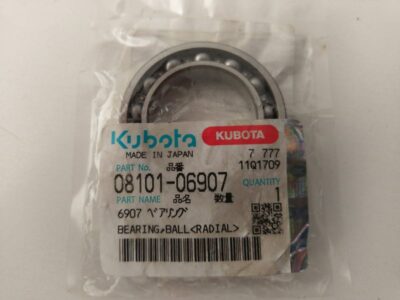 Kubota KUBOTA
MADE IN JAPAN 7 777
PART No. 品番 11Q1709
08101-06907 QUANTITY
PART NAME 品名 数量 1
6907 ベアリング
BEARING,BALL<RADIAL>